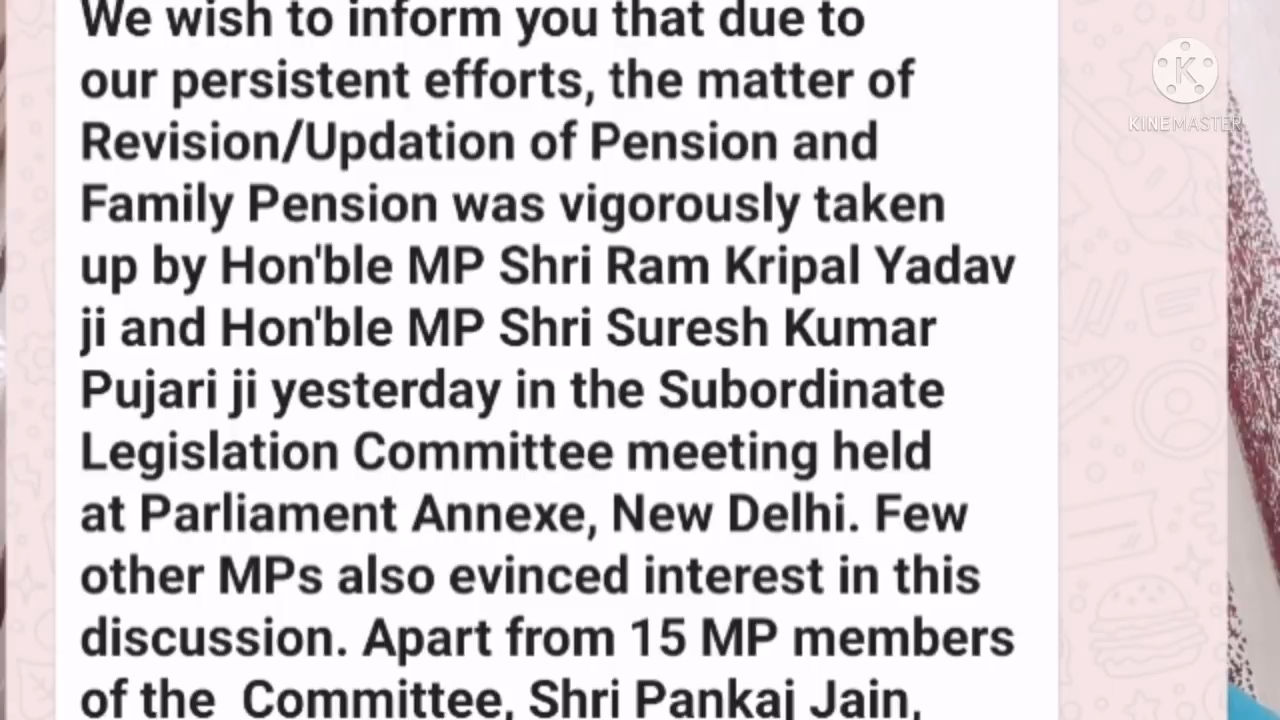 We wish to inform you that due to
our persistent efforts, the matter of
Revision/Updation of Pension and
Family Pension was vigorously taken
up by Hon'ble MP Shri Ram Kripal Yadav
ji and Hon'ble MP Shri Suresh Kumar
Pujari ji yesterday in the Subordinate
Legislation Committee meeting held
at Parliament Annexe, New Delhi. Few
other MPs also evinced interest in this
discussion. Apart from 15 MP members
of the  Committee, Shri Pankaj Jain,
K
KINEMASTER